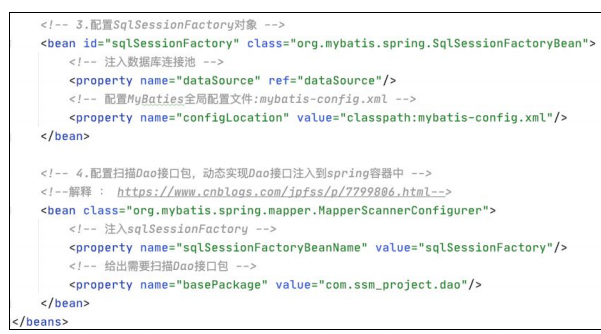 <!-- 3.配置SqlSessionFactory对象 -->
<bean id="sqlSessionFactory" class="org.mybatis.spring.SqlSessionFactoryBean">
<!-- 注入数据库连接池 -->
<property name="dataSource" ref="dataSource"/>
<!-- 配置MyBaties全局配置文件:mybatis-config.xml -->
<property name="configLocation" value="classpath:mybatis-config.xml"/>
</bean>
<!-- 4.配置扫描Dao接口包，动态实现Dao接口注入到spring容器中 -->
<!--解释 ： https://www.cnblogs.com/jpfss/p/7799806.html-->
<bean class="org.mybatis.spring.mapper.MapperScannerConfigurer">
<!-- 注入sqlSessionFactory -->
<property name="sqlSessionFactoryBeanName" value="sqlSessionFactory"/>
<!-- 给出需要扫描Dao接口包 -->
<property name="basePackage" value="com.ssm_project.dao"/>
</bean>
</beans>